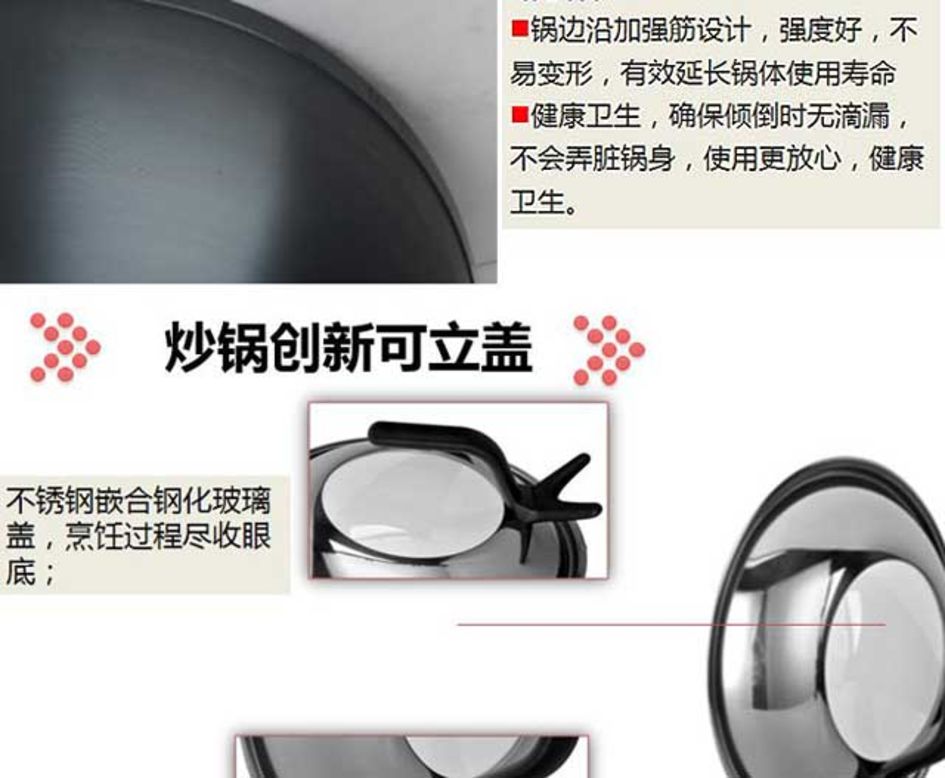 ■锅边沿加强筋设计，强度好，不
易变形，有效延长锅体使用寿命
■健康卫生，确保倾倒时无滴漏，
不会弄脏锅身，使用更放心，健康
卫生。
炒锅创新可立盖
不锈钢嵌合钢化玻璃
盖，烹饪过程尽收眼
底；